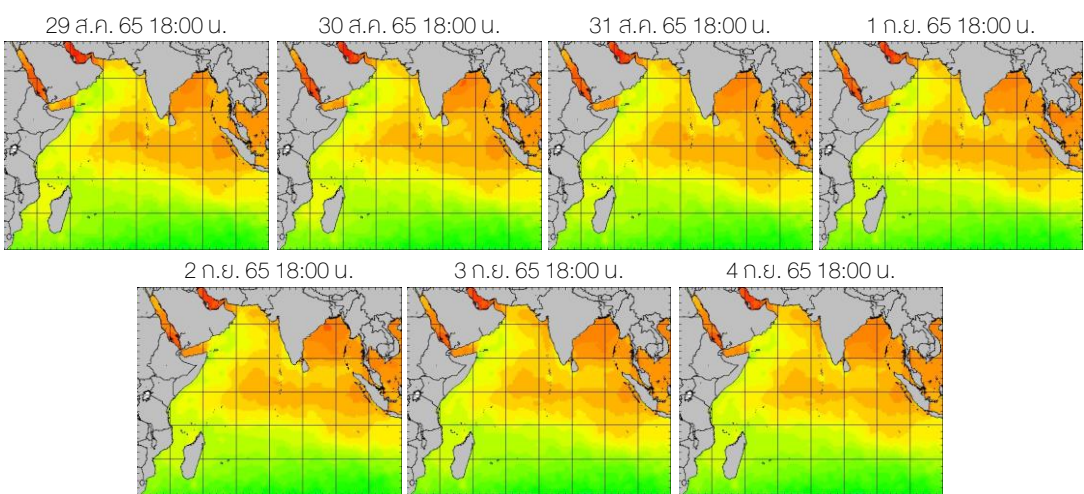 29 ส.ค. 65 18:00 น.
30 ส.ค. 65 18:00 น.
31 ส.ค. 65 18:00 น.
1 ก.ย. 65 18:00 น.
2 ก.ย. 65 18:00 น.
3 ก.ย. 65 18:00 น.
4 ก.ย. 65 18:00 น.